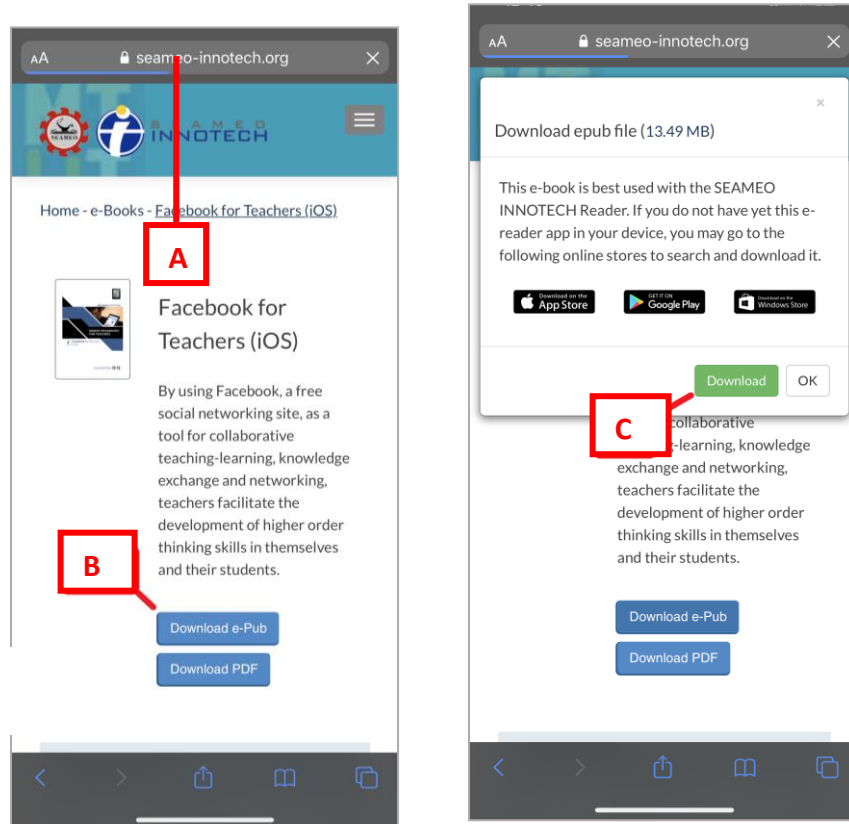 AA seameo-innotech.org
SEAMEO
SEAMEO
INNOTECH
Home - e-Books - Facebook for Teachers (iOS)
A
Facebook for
Teachers (iOS)
By using Facebook, a free
social networking site, as a
tool for collaborative
teaching-learning, knowledge
exchange and networking,
teachers facilitate the
development of higher order
thinking skills in themselves
and their students.
B
Download e-Pub
Download PDF
AA seameo-innotech.org
Download epub file (13.49 MB)
This e-book is best used with the SEAMEO
INNOTECH Reader. If you do not have yet this e-
reader app in your device, you may go to the
following online stores to search and download it.
Download on the
App Store
GET IT ON
Google Play
Download on the
Windows Store
Download OK
C
collaborative
-learning, knowledge
exchange and networking,
teachers facilitate the
development of higher order
thinking skills in themselves
and their students.
Download e-Pub
Download PDF